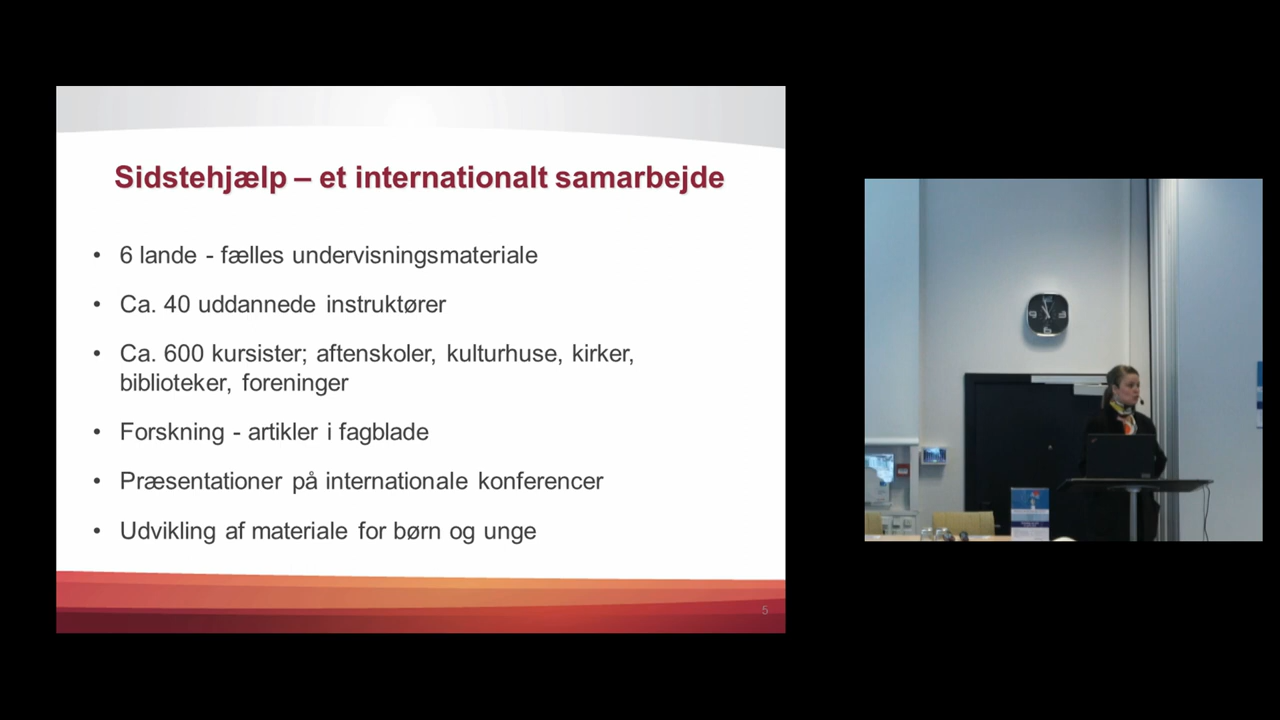 Sidstehjælp – et internationalt samarbejde
• 6 lande - fælles undervisningsmateriale
• Ca. 40 uddannede instruktører
• Ca. 600 kursister; aftenskoler, kulturhuse, kirker,
biblioteker, foreninger
• Forskning - artikler i fagblade
• Præsentationer på internationale konferencer
• Udvikling af materiale for børn og unge
5